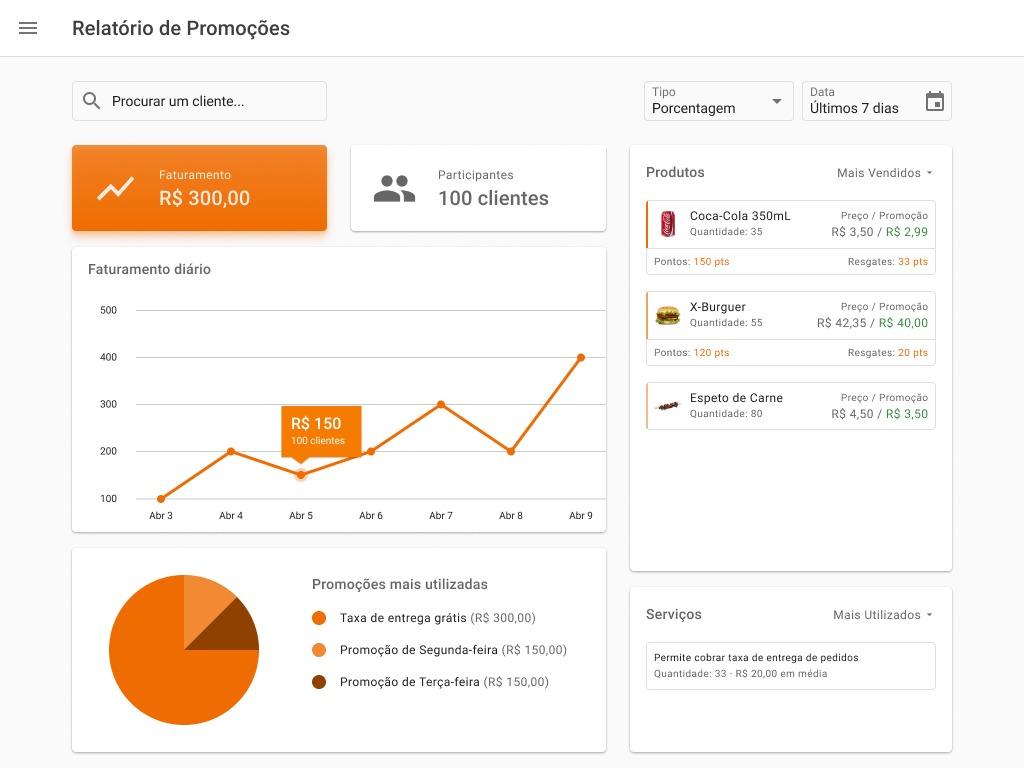 Relatório de Promoções
Procurar um cliente...
Tipo
Porcentagem
Data
Últimos 7 dias
Faturamento
R$ 300,00
Participantes
100 clientes
Faturamento diário
500
400
300
200
100
R$ 150
100 clientes
Abr 3 Abr 4 Abr 5 Abr 6 Abr 7 Abr 8 Abr 9
Promoções mais utilizadas
Taxa de entrega grátis (R$ 300,00)
Promoção de Segunda-feira (R$ 150,00)
Promoção de Terça-feira (R$ 150,00)
Produtos Mais Vendidos
Coca-Cola 350mL Preço / Promoção
Quantidade: 35 R$ 3,50 / R$ 2,99
Pontos: 150 pts Resgates: 33 pts
X-Burguer Preço / Promoção
Quantidade: 55 R$ 42,35 / R$ 40,00
Pontos: 120 pts Resgates: 20 pts
Espeto de Carne Preço / Promoção
Quantidade: 80 R$ 4,50 / R$ 3,50
Serviços Mais Utilizados
Permite cobrar taxa de entrega de pedidos
Quantidade: 33 · R$ 20,00 em média